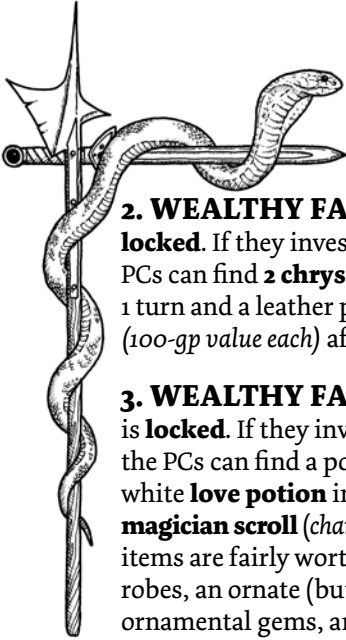 2. WEALTHY FA
locked. If they inves
PCs can find 2 chrys
1 turn and a leather p
(100-gp value each) af
3. WEALTHY FA
is locked. If they inv
the PCs can find a po
white love potion in
magician scroll (cha
items are fairly wort
robes, an ornate (bu
ornamental gems, an